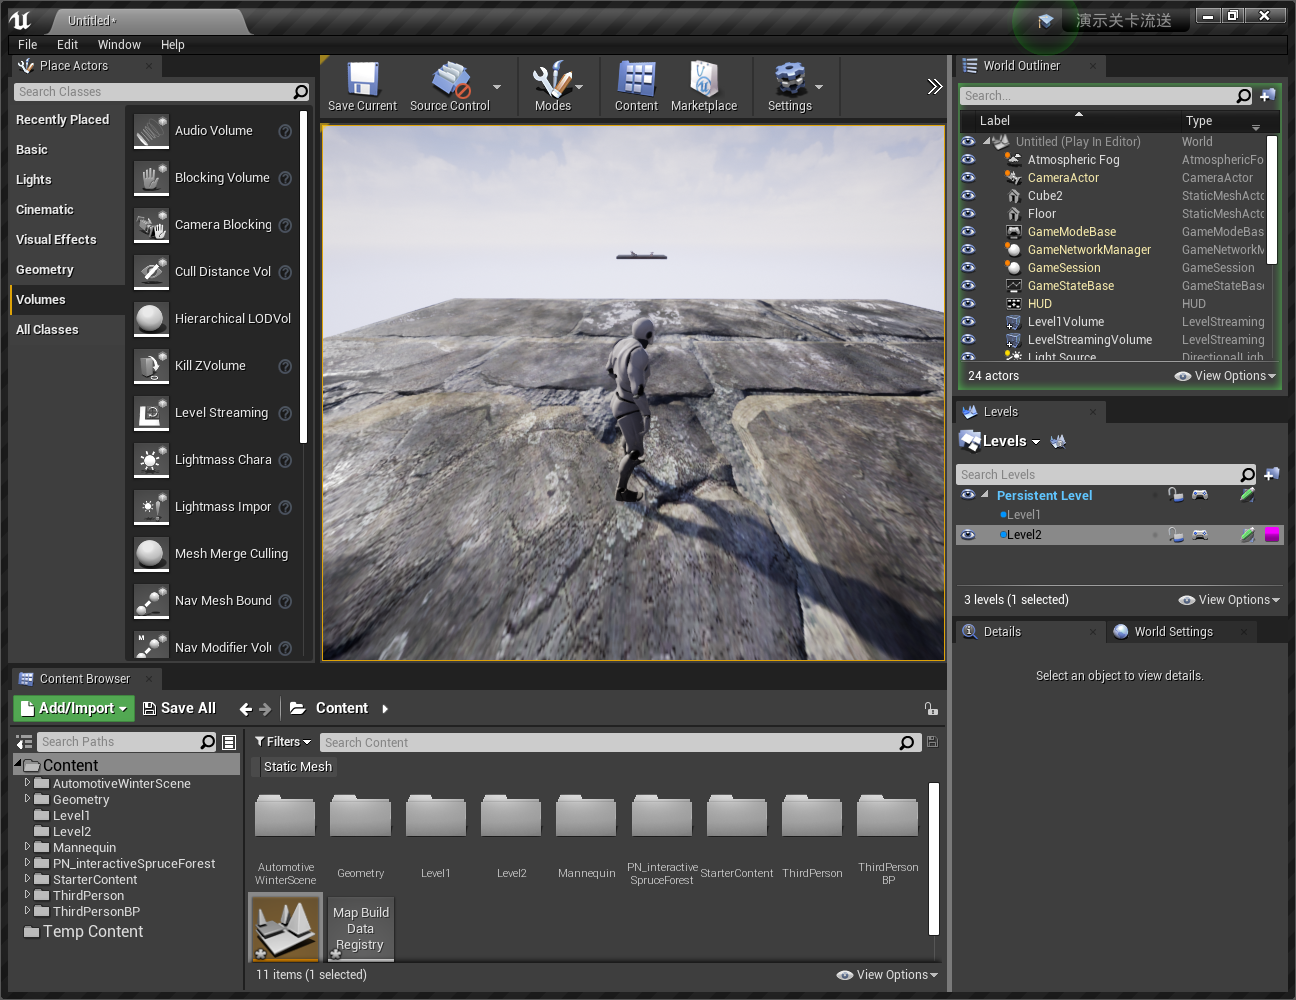 Untitled*
演示关卡流送
File Edit Window Help
Place Actors
Search Classes
Recently Placed
Basic
Lights
Cinematic
Visual Effects
Geometry
Volumes
All Classes
Audio Volume
Blocking Volume
Camera Blocking
Cull Distance Vol
Hierarchical LODVol
Kill ZVolume
Level Streaming
Lightmass Chara
Lightmass Impor
Mesh Merge Culling
Nav Mesh Bound
Nav Modifier Volu
Save Current
Source Control
Modes
Content
Marketplace
Settings
World Outliner
Search...
Label Type
Untitled (Play In Editor) World
Atmospheric Fog AtmosphericFo
CameraActor CameraActor
Cube2 StaticMeshActo
Floor StaticMeshActo
GameModeBase GameModeBas
GameNetworkManager GameNetworkM
GameSession GameSession
GameStateBase GameStateBase
HUD HUD
Level1Volume LevelStreaming
LevelStreamingVolume LevelStreaming
Light Source DirectionalLigh
24 actors View Options
Levels
Levels
Search Levels
Persistent Level
Level1
Level2
3 levels (1 selected) View Options
Details World Settings
Select an object to view details.
Content Browser
Add/Import Save All Content
Search Paths
Content
AutomotiveWinterScene
Geometry
Level1
Level2
Mannequin
PN_interactiveSpruceForest
StarterContent
ThirdPerson
ThirdPersonBP
Temp Content
Filters Search Content
Static Mesh
Automotive
WinterScene
Geometry
Level1
Level2
Mannequin
PN_interactive
SpruceForest
StarterContent
ThirdPerson
ThirdPerson
BP
Map Build
Data
Registry
11 items (1 selected) View Options